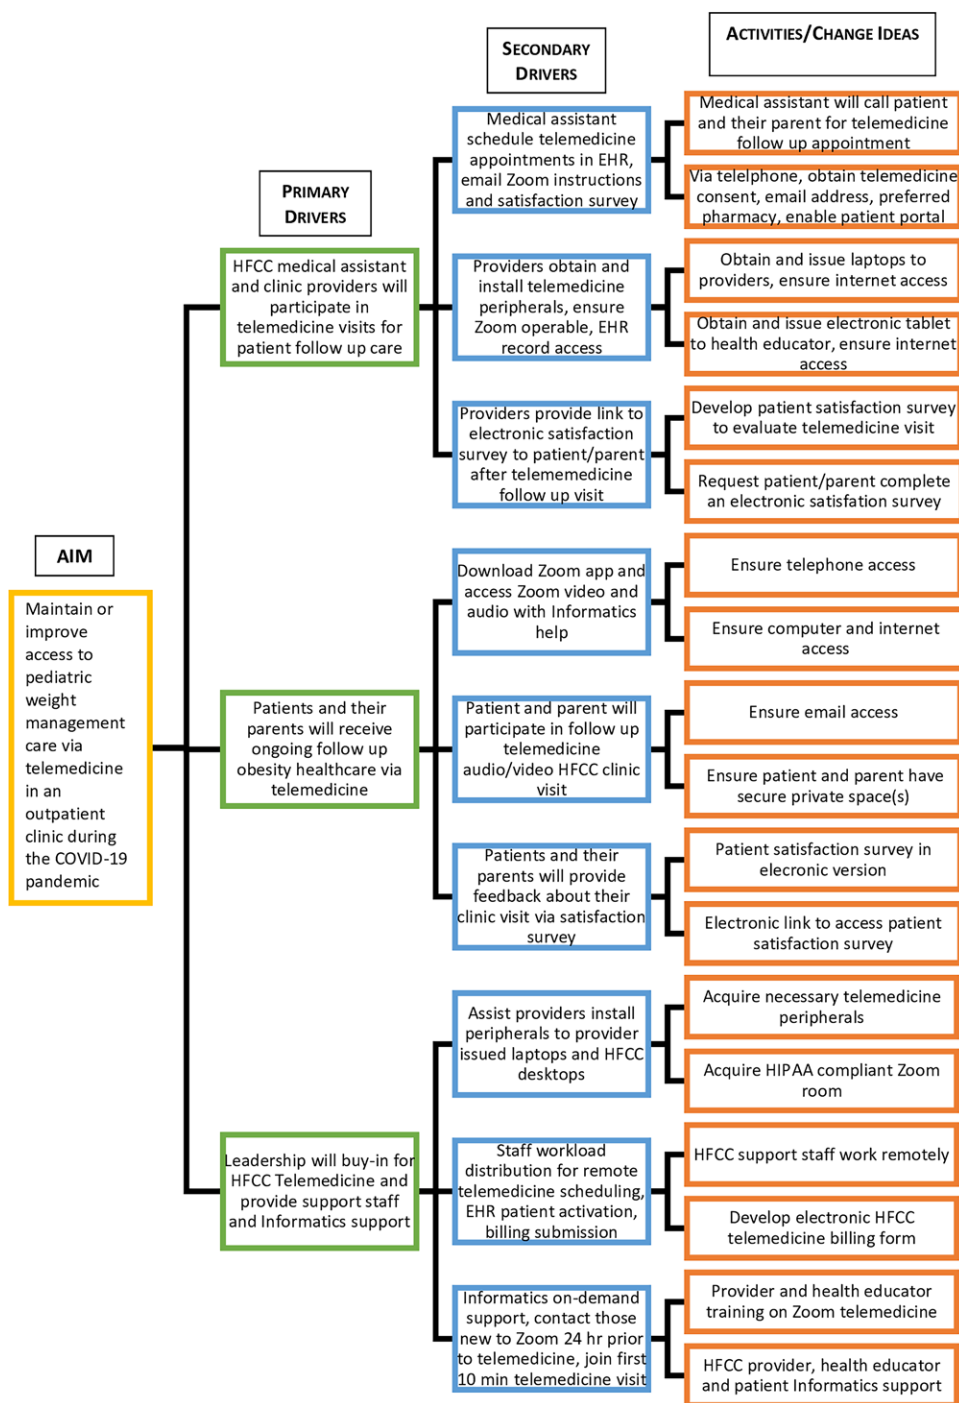 AIM
Maintain or
improve
access to
pediatric
weight
management
care via
telemedicine
in an
outpatient
clinic during
the COVID-19
pandemic
PRIMARY
DRIVERS
HFCC medical assistant
and clinic providers will
participate in
telemedicine visits for
patient follow up care
Patients and their
parents will receive
ongoing follow up
obesity healthcare via
telemedicine
Leadership will buy-in for
HFCC Telemedicine and
provide support staff
and Informatics support
SECONDARY
DRIVERS
Medical assistant
schedule telemedicine
appointments in EHR,
email Zoom instructions
and satisfaction survey
Providers obtain and
install telemedicine
peripherals, ensure
Zoom operable, EHR
record access
Providers provide link to
electronic satisfaction
survey to patient/parent
after telememedicine
follow up visit
Download Zoom app and
access Zoom video and
audio with Informatics
help
Patient and parent will
participate in follow up
telemedicine
audio/video HFCC clinic
visit
Patients and their
parents will provide
feedback about their
clinic visit via satisfaction
survey
Assist providers install
peripherals to provider
issued laptops and HFCC
desktops
Staff workload
distribution for remote
telemedicine scheduling,
EHR patient activation,
billing submission
Informatics on-demand
support, contact those
new to Zoom 24 hr prior
to telemedicine, join first
10 min telemedicine visit
ACTIVITIES/CHANGE IDEAS
Medical assistant will call patient
and their parent for telemedicine
follow up appointment
Via telelphone, obtain telemedicine
consent, email address, preferred
pharmacy, enable patient portal
Obtain and issue laptops to
providers, ensure internet access
Obtain and issue electronic tablet
to health educator, ensure internet
access
Develop patient satisfaction survey
to evaluate telemedicine visit
Request patient/parent complete
an electronic satisfation survey
Ensure telephone access
Ensure computer and internet
access
Ensure email access
Ensure patient and parent have
secure private space(s)
Patient satisfaction survey in
elecronic version
Electronic link to access patient
satisfaction survey
Acquire necessary telemedicine
peripherals
Acquire HIPAA compliant Zoom
room
HFCC support staff work remotely
Develop electronic HFCC
telemedicine billing form
Provider and health educator
training on Zoom telemedicine
HFCC provider, health educator
and patient Informatics support